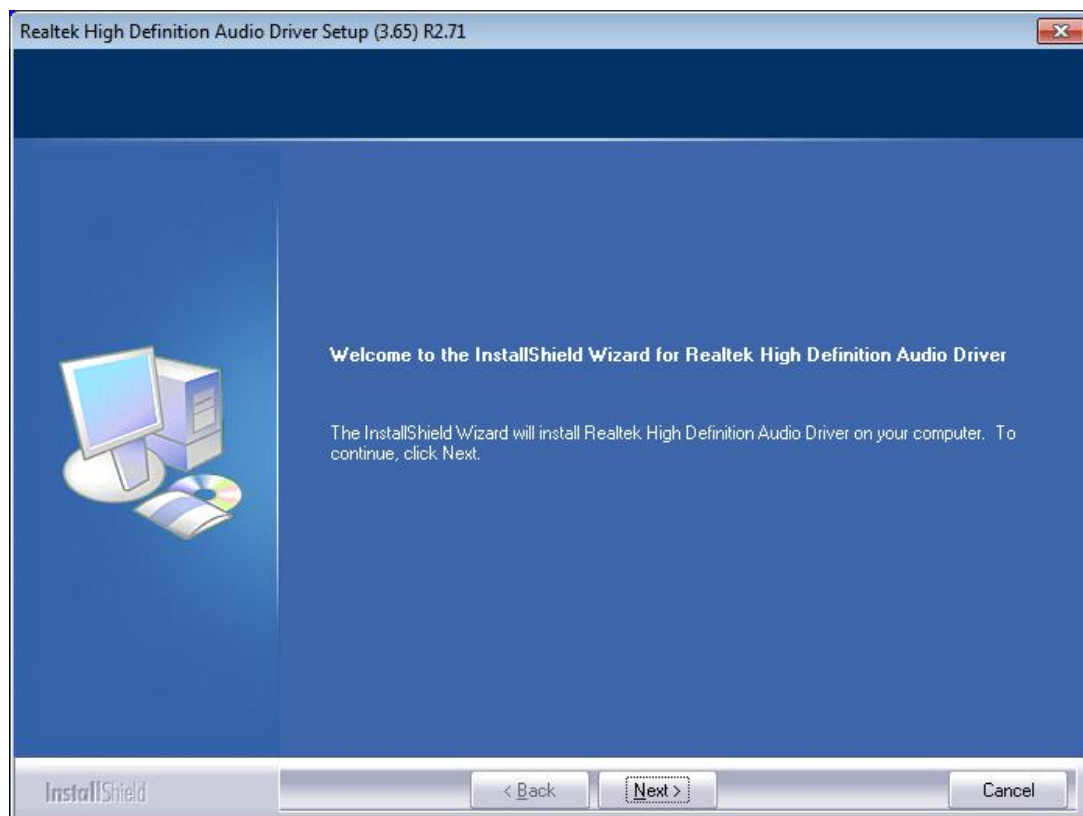 Realtek High Definition Audio Driver Setup (3.65) R2.71
Welcome to the InstallShield Wizard for Realtek High Definition Audio Driver
The InstallShield Wizard will install Realtek High Definition Audio Driver on your computer. To
continue, click Next.
InstallShield
< Back
Next >
Cancel